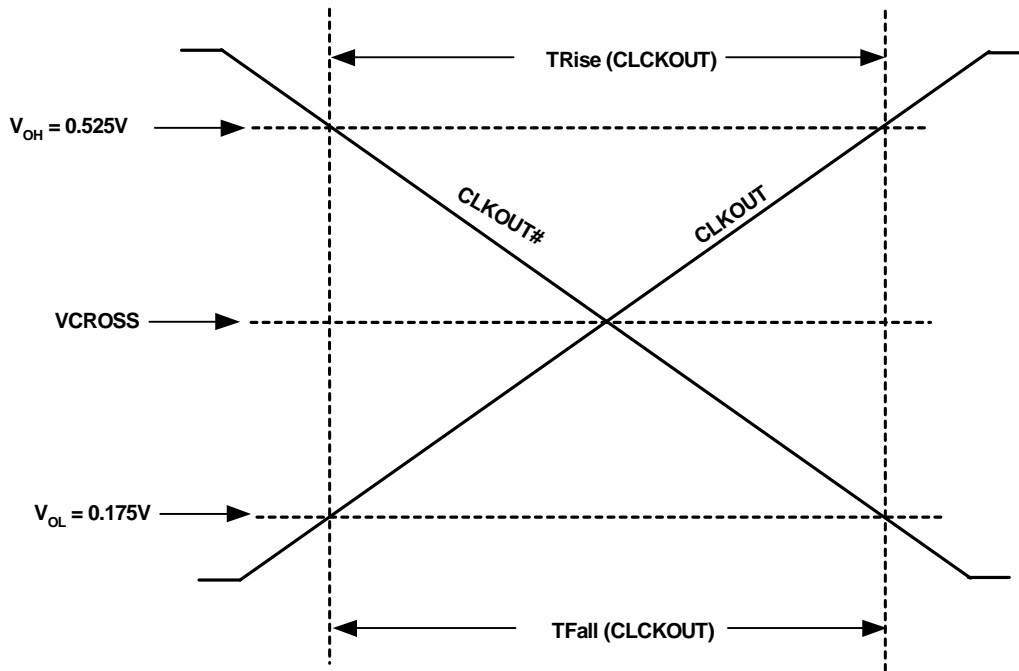 TRise (CLCKOUT)
VOH = 0.525V
CLKOUT#
CLKOUT
VCROSS
VOL = 0.175V
TFall (CLCKOUT)